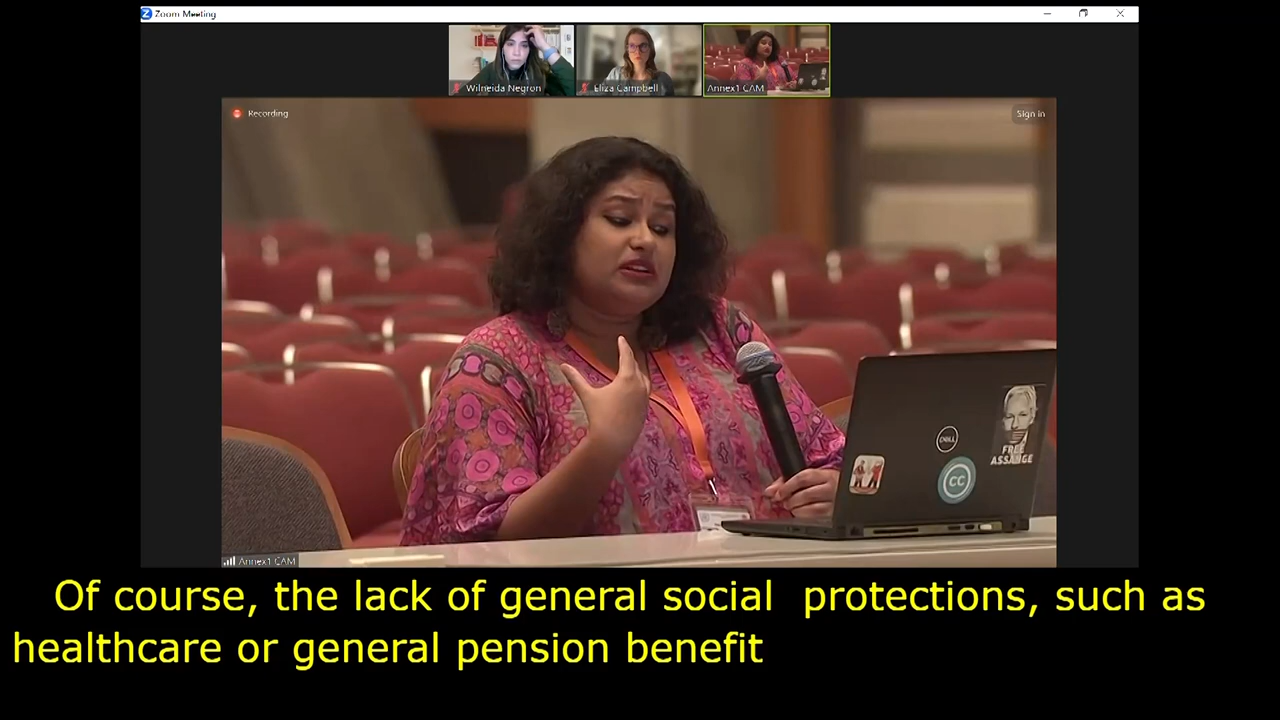 Zoom Meeting
Wilneida Negron
Eliza Campbell
Annex1 CAM
Recording
Sign in
DELL
CC
FREE
ASSANGE
Annex1 CAM
Of course, the lack of general social protections, such as
healthcare or general pension benefit